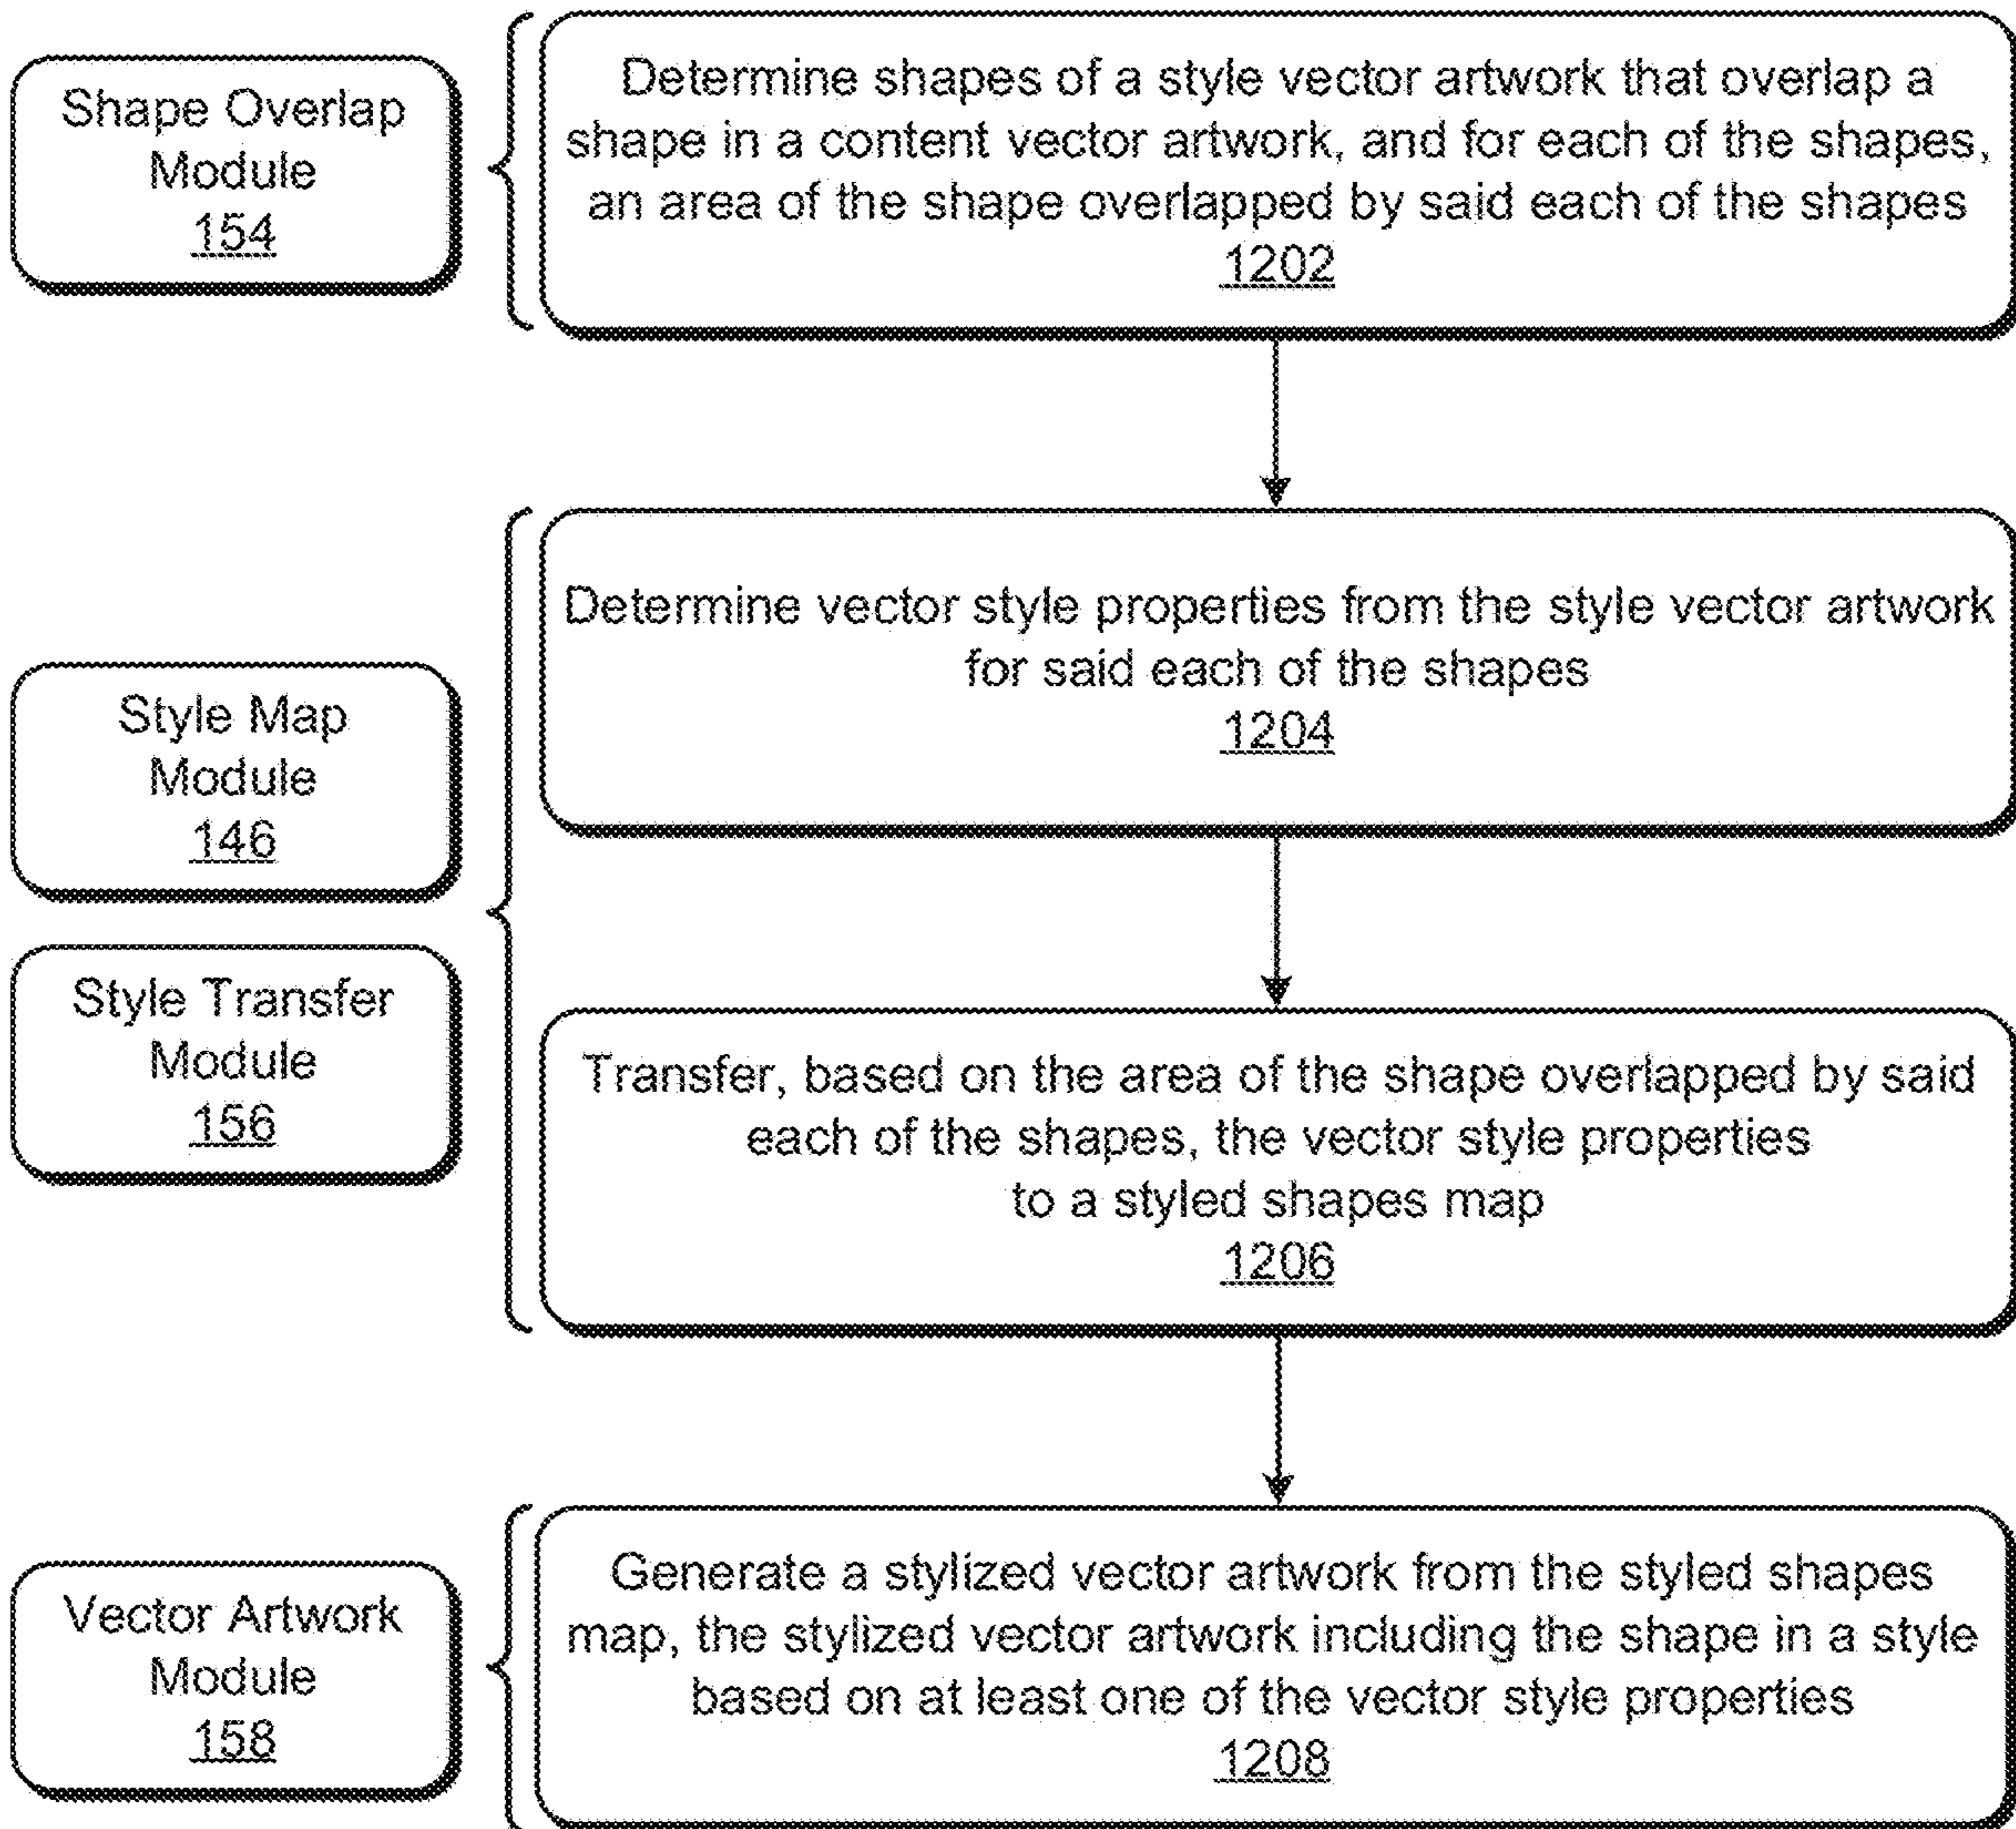 Shape Overlap
Module
154
Determine shapes of a style vector artwork that overlap a
shape in a content vector artwork, and for each of the shapes,
an area of the shape overlapped by said each of the shapes
1202
Style Map
Module
146
Style Transfer
Module
156
Determine vector style properties from the style vector artwork
for said each of the shapes
1204
Transfer, based on the area of the shape overlapped by said
each of the shapes, the vector style properties
to a styled shapes map
1206
Vector Artwork
Module
158
Generate a stylized vector artwork from the styled shapes
map, the stylized vector artwork including the shape in a style
based on at least one of the vector style properties
1208